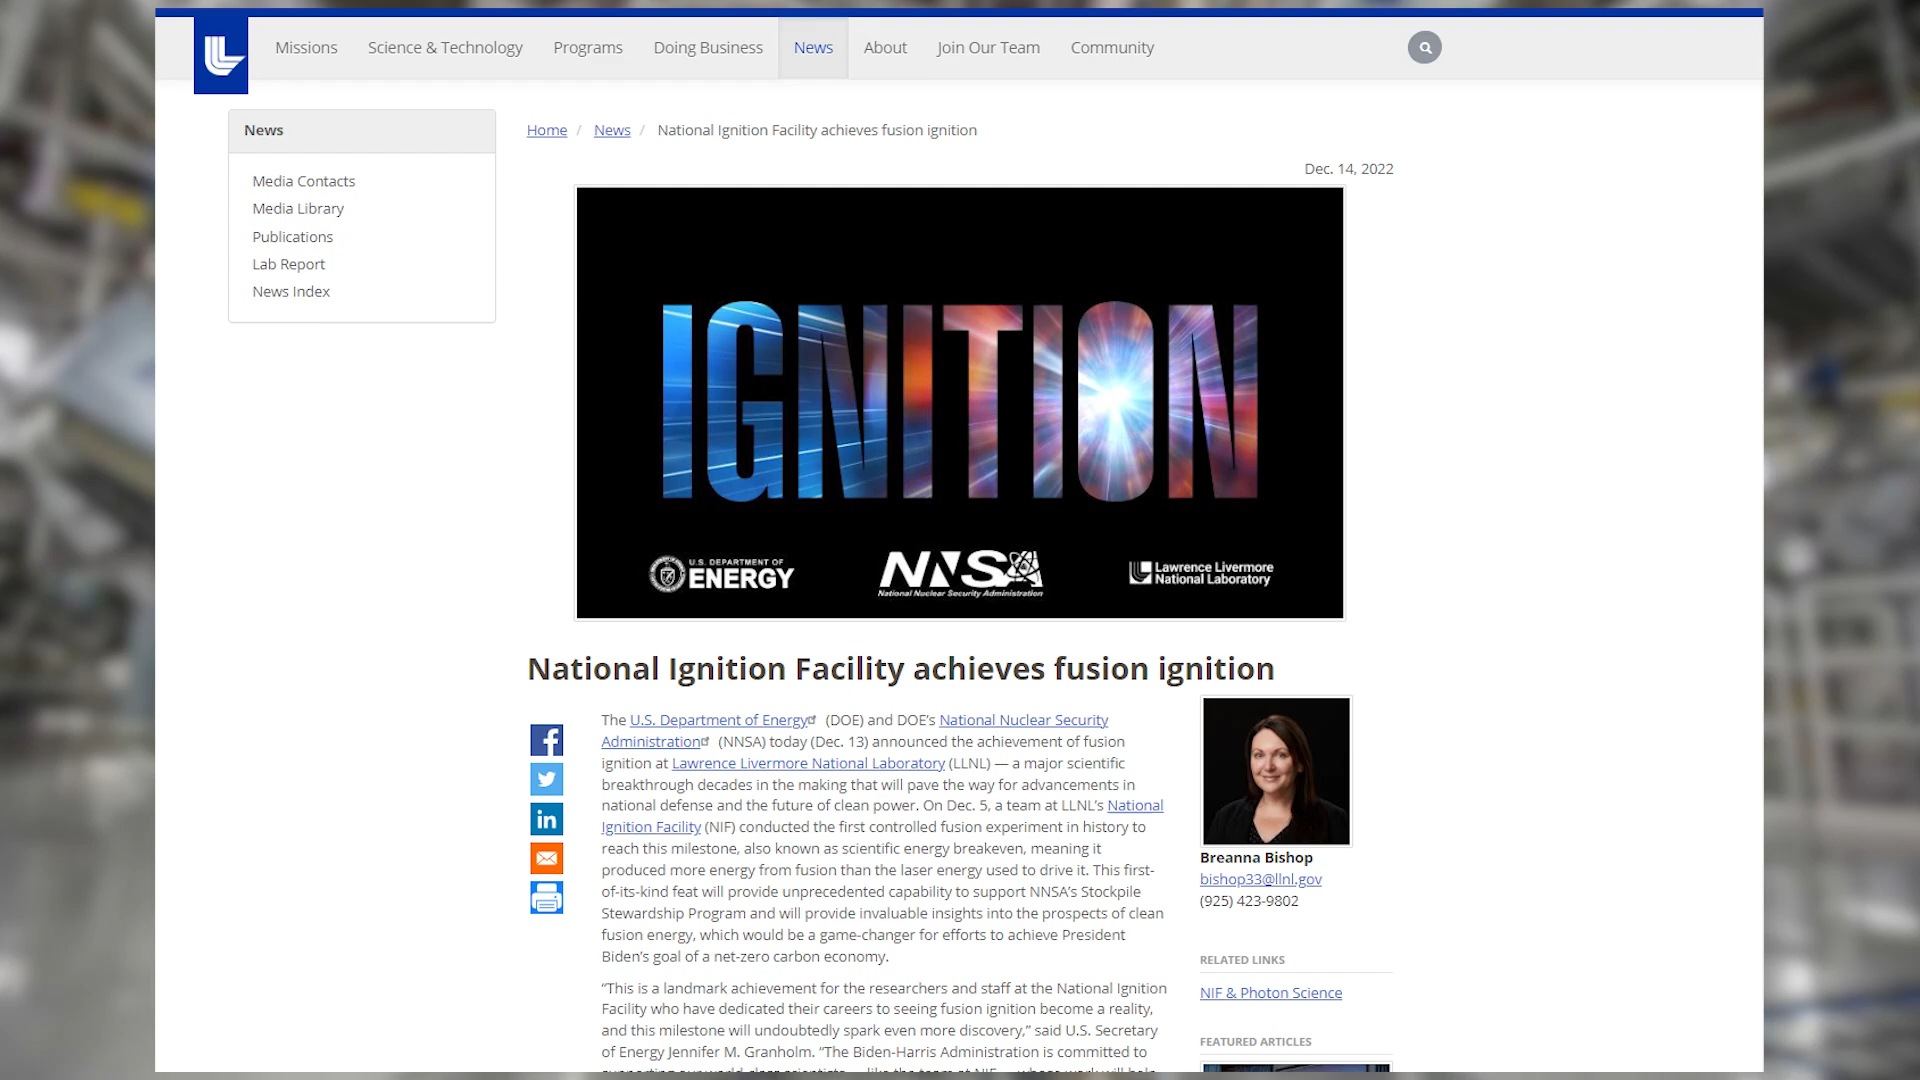 Missions Science & Technology Programs Doing Business News About Join Our Team Community
News
Media Contacts
Media Library
Publications
Lab Report
News Index
Home / News / National Ignition Facility achieves fusion ignition
Dec. 14, 2022
IGNITION
U.S. DEPARTMENT OF
ENERGY
NNSA
National Nuclear Security Administration
Lawrence Livermore
National Laboratory
National Ignition Facility achieves fusion ignition
The U.S. Department of Energy (DOE) and DOE's National Nuclear Security
Administration (NNSA) today (Dec. 13) announced the achievement of fusion
ignition at Lawrence Livermore National Laboratory (LLNL) — a major scientific
breakthrough decades in the making that will pave the way for advancements in
national defense and the future of clean power. On Dec. 5, a team at LLNL's National
Ignition Facility (NIF) conducted the first controlled fusion experiment in history to
reach this milestone, also known as scientific energy breakeven, meaning it
produced more energy from fusion than the laser energy used to drive it. This first-
of-its-kind feat will provide unprecedented capability to support NNSA's Stockpile
Stewardship Program and will provide invaluable insights into the prospects of clean
fusion energy, which would be a game-changer for efforts to achieve President
Biden's goal of a net-zero carbon economy.
“This is a landmark achievement for the researchers and staff at the National Ignition
Facility who have dedicated their careers to seeing fusion ignition become a reality,
and this milestone will undoubtedly spark even more discovery,” said U.S. Secretary
of Energy Jennifer M. Granholm. “The Biden-Harris Administration is committed to
Breanna Bishop
bishop33@llnl.gov
(925) 423-9802
RELATED LINKS
NIF & Photon Science
FEATURED ARTICLES